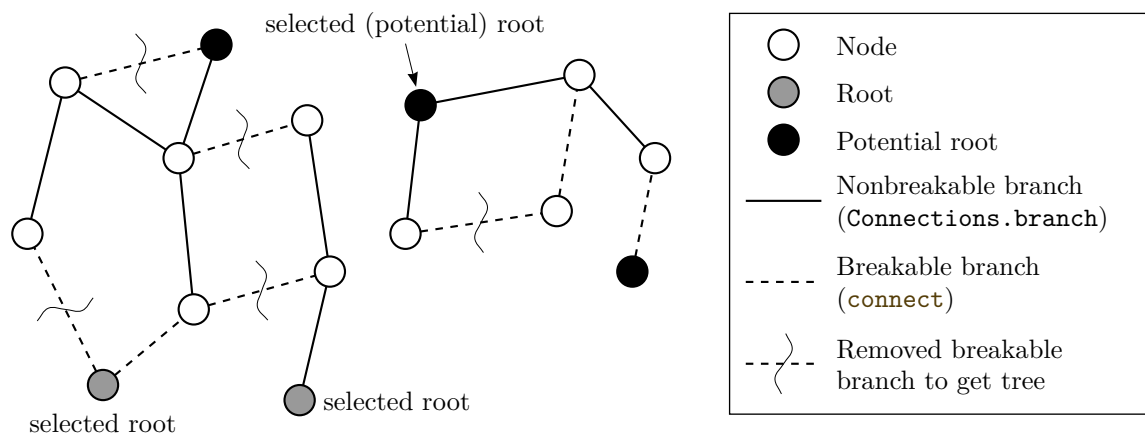 selected (potential) root
selected root
selected root
Node
Root
Potential root
Nonbreakable branch
(Connections.branch)
Breakable branch
(connect)
Removed breakable
branch to get tree